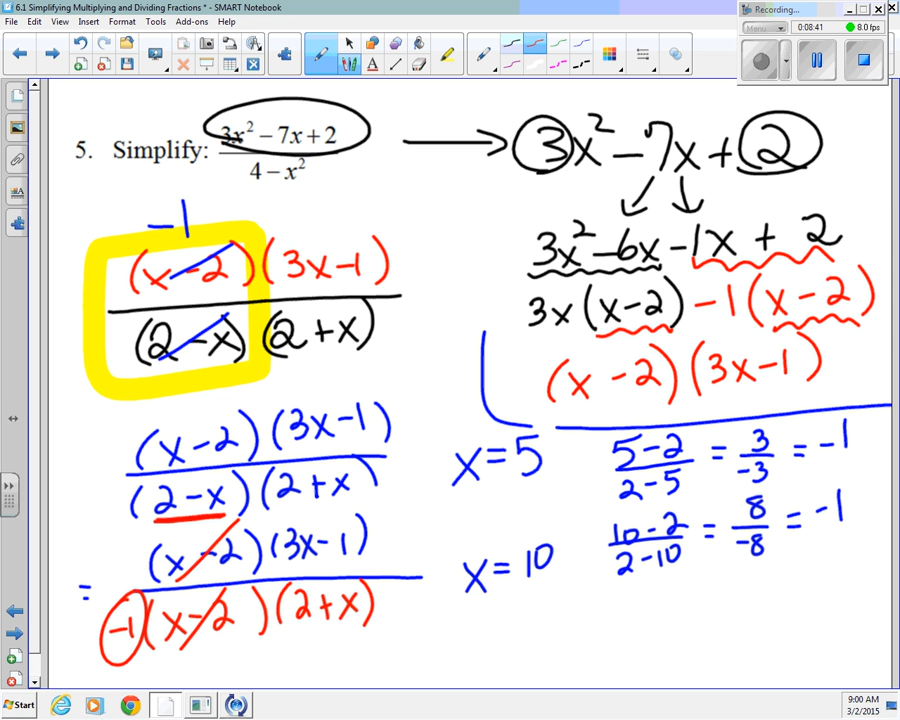 6.1 Simplifying Multiplying and Dividing Fractions * - SMART Notebook
Recording...
File Edit View Insert Format Tools Add-ons Help
Menu 0:08:41 8.0 fps
5. Simplify: 3x² − 7x + 2 / 4 − x²
3x² − 7x + 2
−1
3x² − 6x − 1x + 2
(x − 2)(3x − 1)
(2 − x)(2 + x)
3x(x − 2) − 1(x − 2)
(x − 2)(3x − 1)
(x − 2)(3x − 1)
(2 − x)(2 + x)
x = 5 5 − 2 / 2 − 5 = 3 / −3 = −1
= (x − 2)(3x − 1)
−1(x − 2)(2 + x)
x = 10 10 − 2 / 2 − 10 = 8 / −8 = −1
Start
9:00 AM
3/2/2015